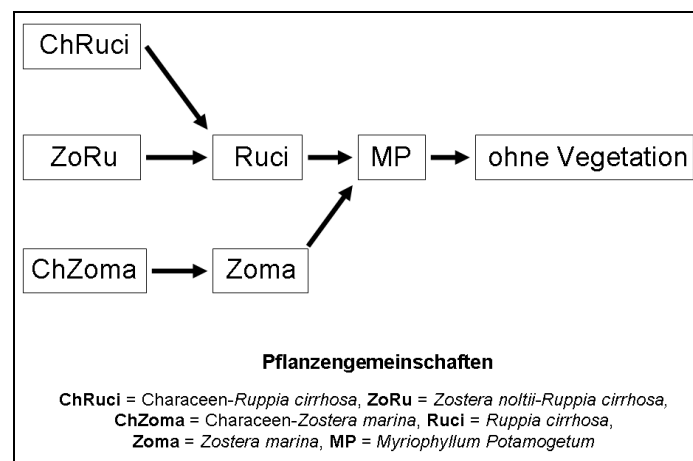 ChRuci
ZoRu
Ruci
MP
ohne Vegetation
ChZoma
Zoma
Pflanzengemeinschaften
ChRuci = Characeen-Ruppia cirrhosa, ZoRu = Zostera noltii-Ruppia cirrhosa,
ChZoma = Characeen-Zostera marina, Ruci = Ruppia cirrhosa,
Zoma = Zostera marina, MP = Myriophyllum Potamogetum